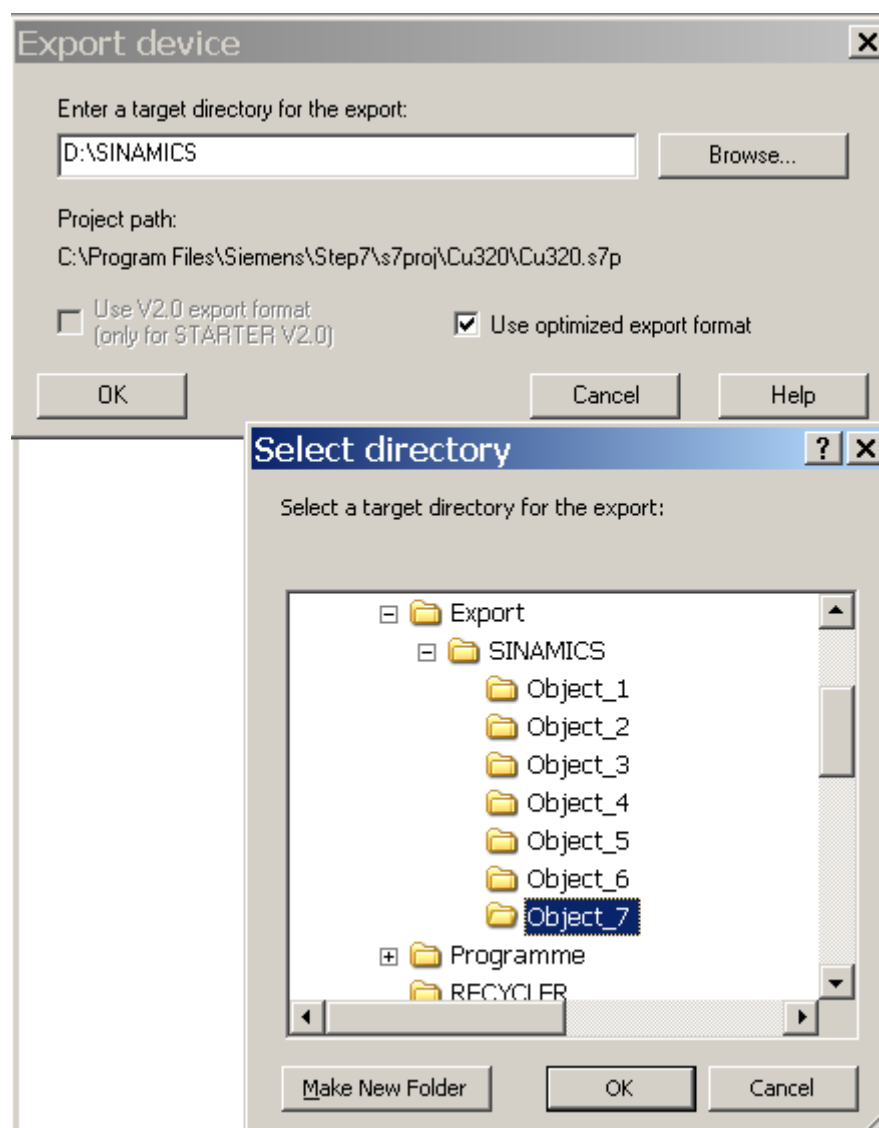 Export device
Enter a target directory for the export:
D:\SINAMICS
Browse...
Project path:
C:\Program Files\Siemens\Step7\s7proj\Cu320\Cu320.s7p
Use V2.0 export format
(only for STARTER V2.0)
Use optimized export format
OK Cancel Help
Select directory
Select a target directory for the export:
Export
SINAMICS
Object_1
Object_2
Object_3
Object_4
Object_5
Object_6
Object_7
Programme
RECYCLER
Make New Folder OK Cancel